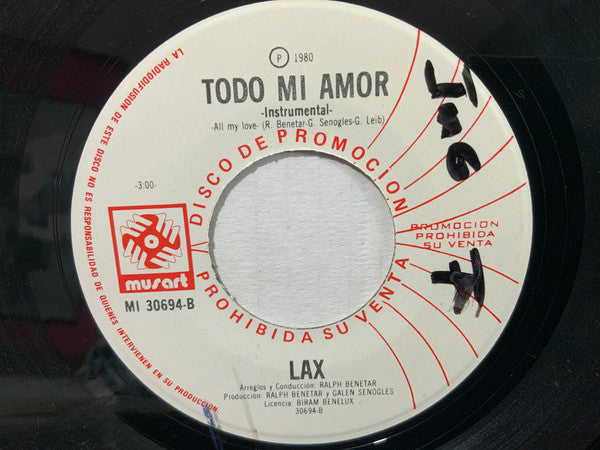 ℗ 1980
TODO MI AMOR
-Instrumental-
-All my love- (R. Benetar-G. Senogles-G. Leib)
DISCO DE PROMOCION
PROHIBIDA SU VENTA
LA RADIODIFUSION DE ESTE DISCO NO ES RESPONSABILIDAD DE QUIENES INTERVIENEN EN SU PRODUCCION.
-3:00-
PROMOCION
PROHIBIDA
SU VENTA
musart
MI 30694-B
LAX
Arreglos y Conducción: RALPH BENETAR
Producción: RALPH BENETAR y GALEN SENOGLES
Licencia: BIRAM BENELUX
30694-B